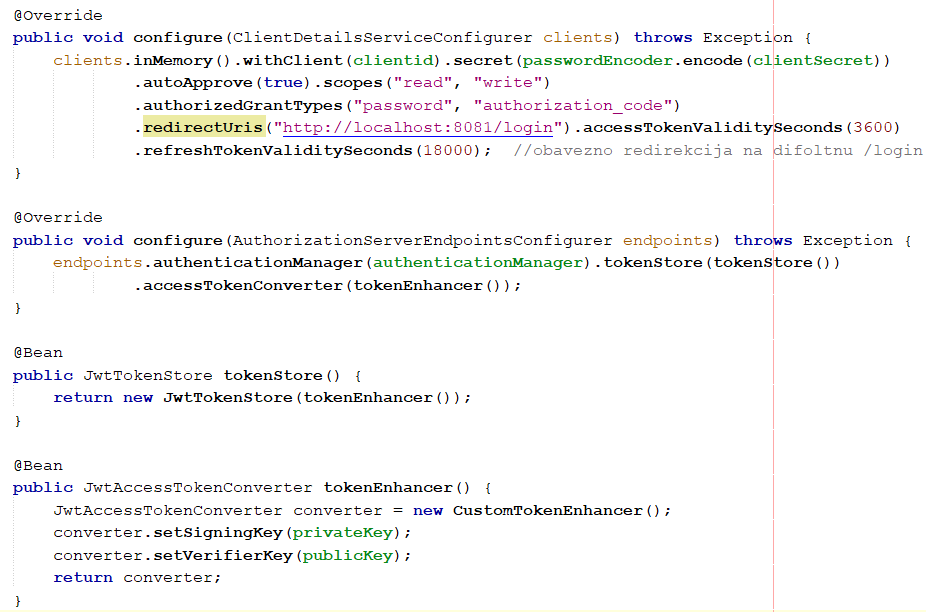 @Override
public void configure(ClientDetailsServiceConfigurer clients) throws Exception {
    clients.inMemory().withClient(clientid).secret(passwordEncoder.encode(clientSecret))
            .autoApprove(true).scopes("read", "write")
            .authorizedGrantTypes("password", "authorization_code")
            .redirectUris("http://localhost:8081/login").accessTokenValiditySeconds(3600)
            .refreshTokenValiditySeconds(18000);  //obavezno redirekcija na difoltnu /login
}
@Override
public void configure(AuthorizationServerEndpointsConfigurer endpoints) throws Exception {
    endpoints.authenticationManager(authenticationManager).tokenStore(tokenStore())
            .accessTokenConverter(tokenEnhancer());
}
@Bean
public JwtTokenStore tokenStore() {
    return new JwtTokenStore(tokenEnhancer());
}
@Bean
public JwtAccessTokenConverter tokenEnhancer() {
    JwtAccessTokenConverter converter = new CustomTokenEnhancer();
    converter.setSigningKey(privateKey);
    converter.setVerifierKey(publicKey);
    return converter;
}